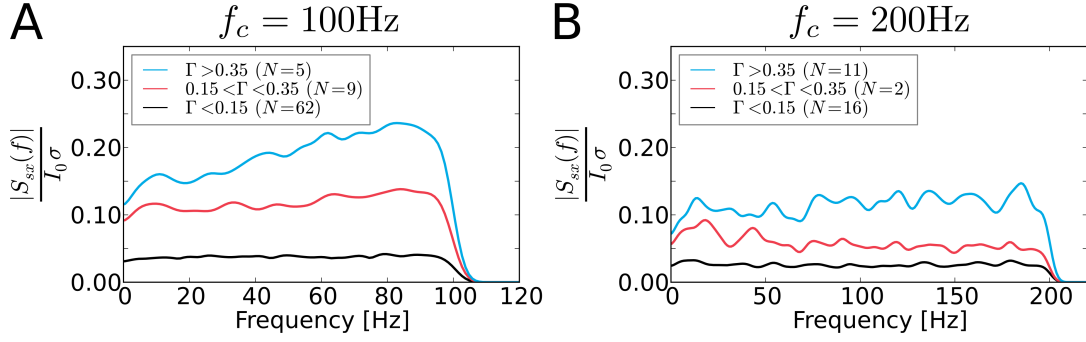 A
f_c = 100Hz
|S_sx(f)| / I_0 σ
0.30
0.20
0.10
0.00
Γ >0.35 (N=5)
0.15<Γ <0.35 (N=9)
Γ <0.15 (N=62)
0 20 40 60 80 100 120
Frequency [Hz]
B
f_c = 200Hz
|S_sx(f)| / I_0 σ
0.30
0.20
0.10
0.00
Γ >0.35 (N=11)
0.15<Γ <0.35 (N=2)
Γ <0.15 (N=16)
0 50 100 150 200
Frequency [Hz]